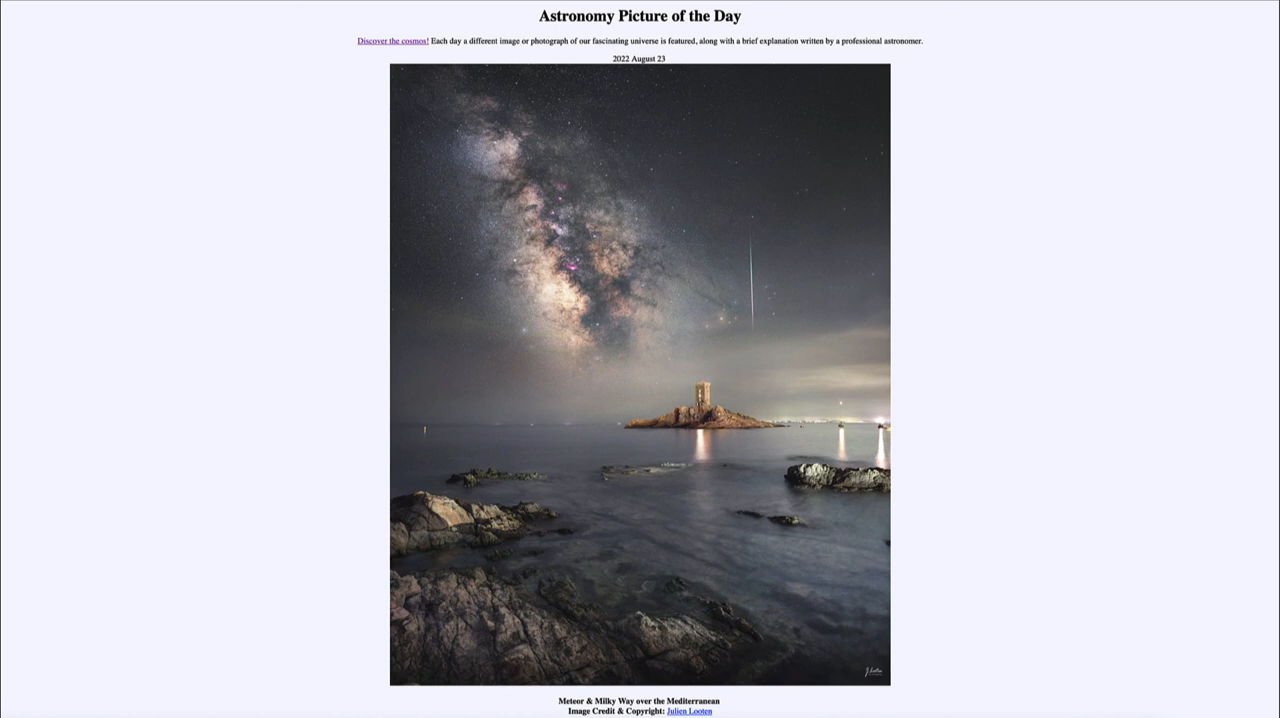 Astronomy Picture of the Day
Discover the cosmos! Each day a different image or photograph of our fascinating universe is featured, along with a brief explanation written by a professional astronomer.
2022 August 23
Meteor & Milky Way over the Mediterranean
Image Credit & Copyright: Julien Looten